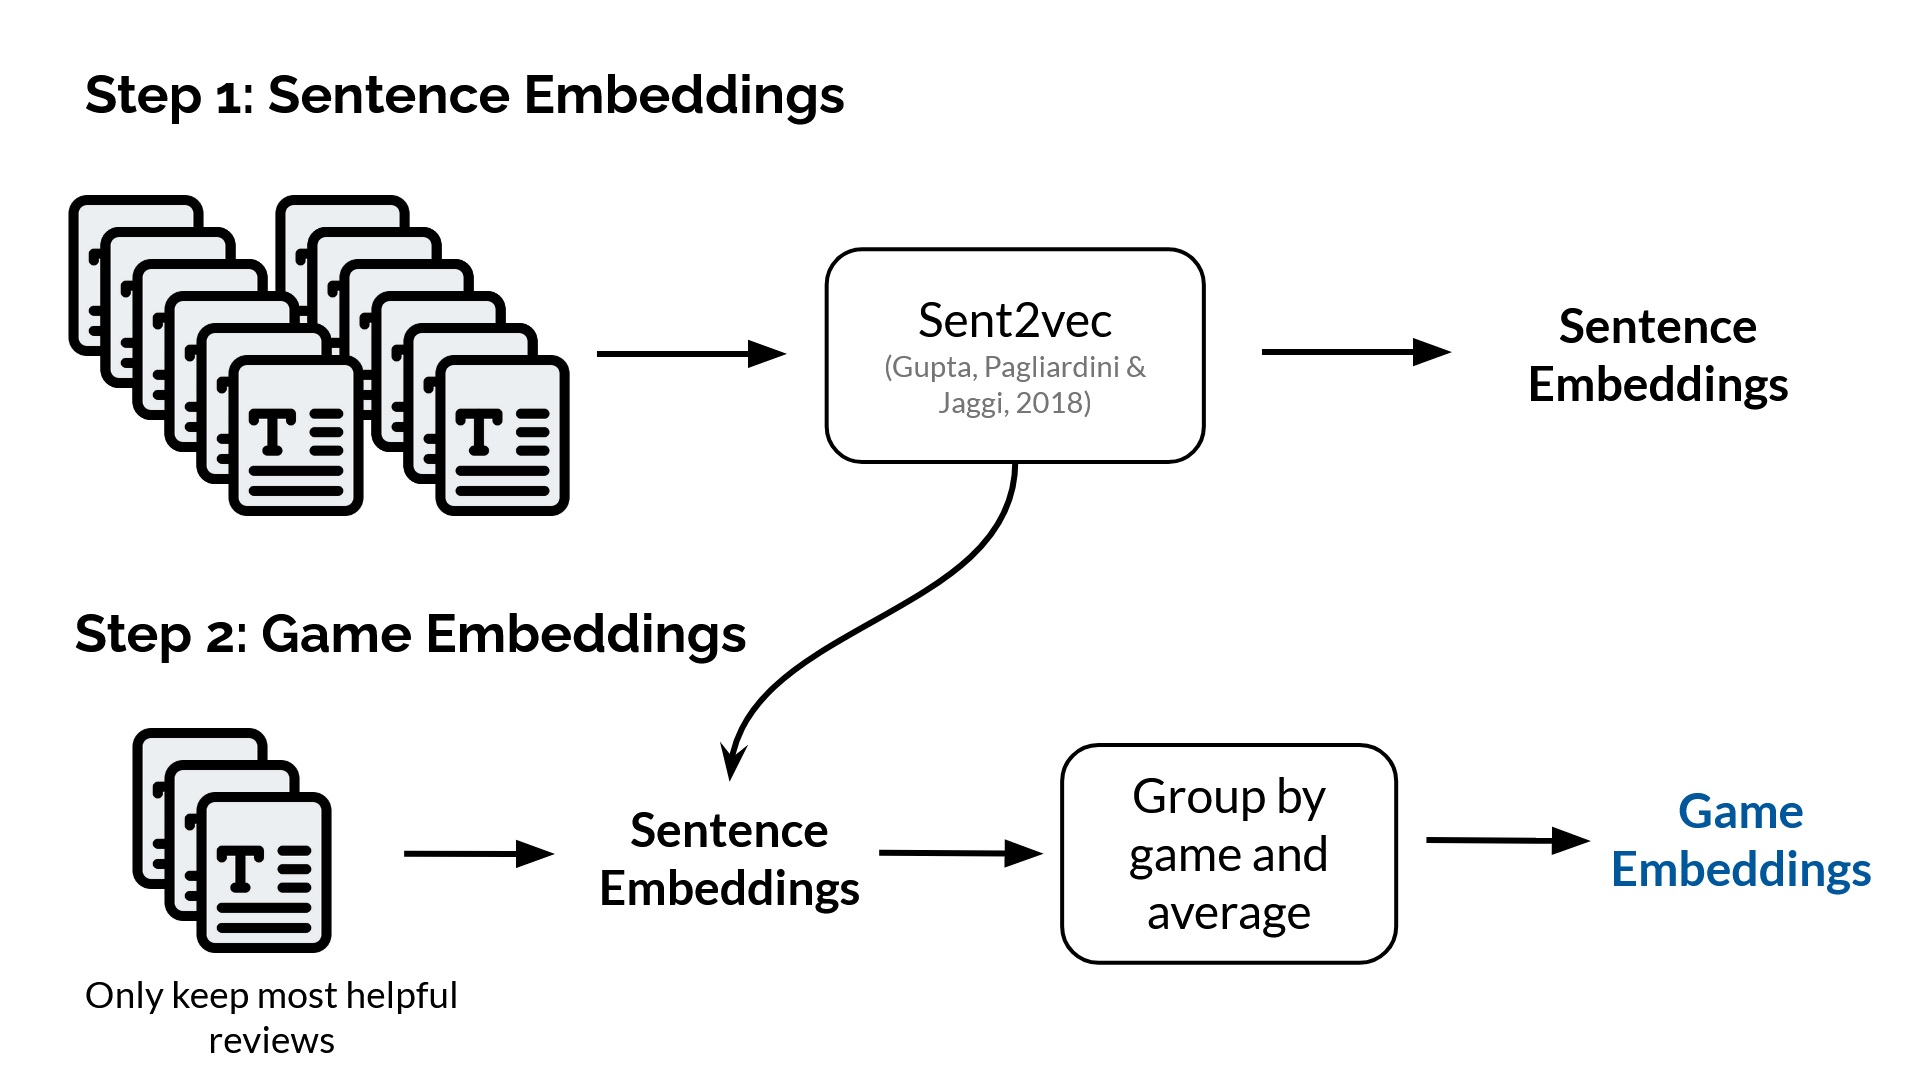 Step 1: Sentence Embeddings
Sent2vec
(Gupta, Pagliardini &
Jaggi, 2018)
Sentence
Embeddings
Step 2: Game Embeddings
Only keep most helpful
reviews
Sentence
Embeddings
Group by
game and
average
Game
Embeddings